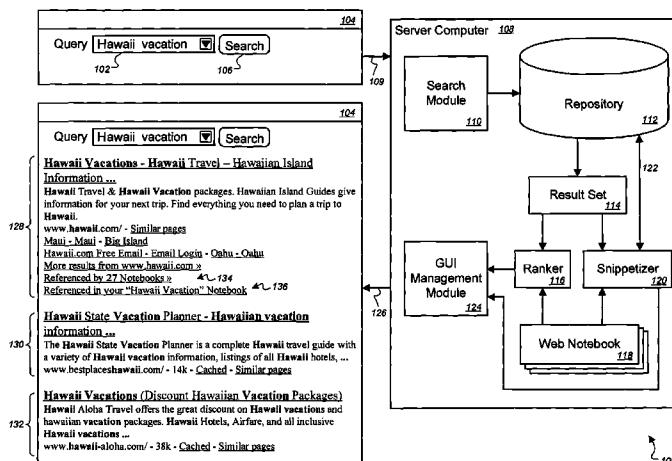 104
Query Hawaii vacation Search
102
106
109
104
Query Hawaii vacation Search
Hawaii Vacations - Hawaii Travel – Hawaiian Island
Information ...
Hawaii Travel & Hawaii Vacation packages. Hawaiian Island Guides give
information for your next trip. Find everything you need to plan a trip to
Hawaii.
www.hawaii.com/ - Similar pages
Maui - Maui - Big Island
Hawaii.com Free Email - Email Login - Oahu - Oahu
More results from www.hawaii.com »
Referenced by 27 Notebooks »
134
Referenced in your "Hawaii Vacation" Notebook
136
128
Hawaii State Vacation Planner - Hawaiian vacation
information ...
The Hawaii State Vacation Planner is a complete Hawaii travel guide with
a variety of Hawaii vacation information, listings of all Hawaii hotels, ...
www.bestplaceshawaii.com/ - 14k - Cached - Similar pages
130
Hawaii Vacations (Discount Hawaiian Vacation Packages)
Hawaii Aloha Travel offers the great discount on Hawaii vacations and
hawaiian vacation packages. Hawaii Hotels, Airfare, and all inclusive
Hawaii vacations ...
www.hawaii-aloha.com/ - 38k - Cached - Similar pages
132
126
Server Computer 108
Search
Module
110
Repository
112
122
Result Set
114
GUI
Management
Module
124
Ranker
116
Snippetizer
120
Web Notebook
118